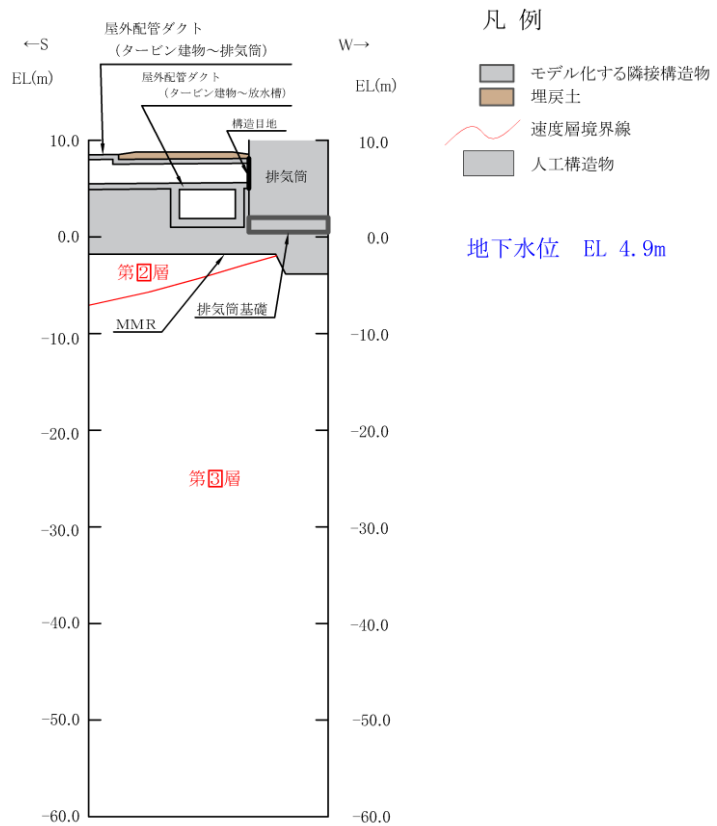 凡 例
屋外配管ダクト
(タービン建物～排気筒)
←S
W→
EL(m)
EL(m)
屋外配管ダクト
(タービン建物～放水槽)
構造目地
モデル化する隣接構造物
埋戻土
速度層境界線
人工構造物
10.0
10.0
排気筒
0.0
0.0
地下水位 EL 4.9m
第2層
排気筒基礎
MMR
-10.0
-10.0
-20.0
-20.0
第3層
-30.0
-30.0
-40.0
-40.0
-50.0
-50.0
-60.0
-60.0